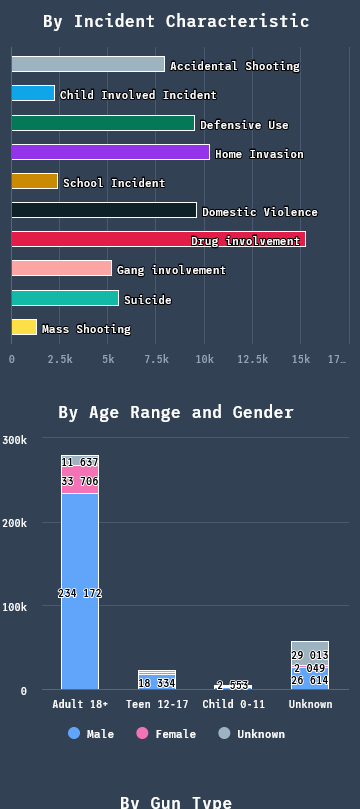 By Incident Characteristic
Accidental Shooting
Child Involved Incident
Defensive Use
Home Invasion
School Incident
Domestic Violence
Drug involvement
Gang involvement
Suicide
Mass Shooting
0 2.5k 5k 7.5k 10k 12.5k 15k 17…
By Age Range and Gender
300k
11 637
33 706
200k
234 172
100k
29 013
2 049
18 334 2 553 26 614
0
Adult 18+ Teen 12-17 Child 0-11 Unknown
Male Female Unknown
By Gun Type